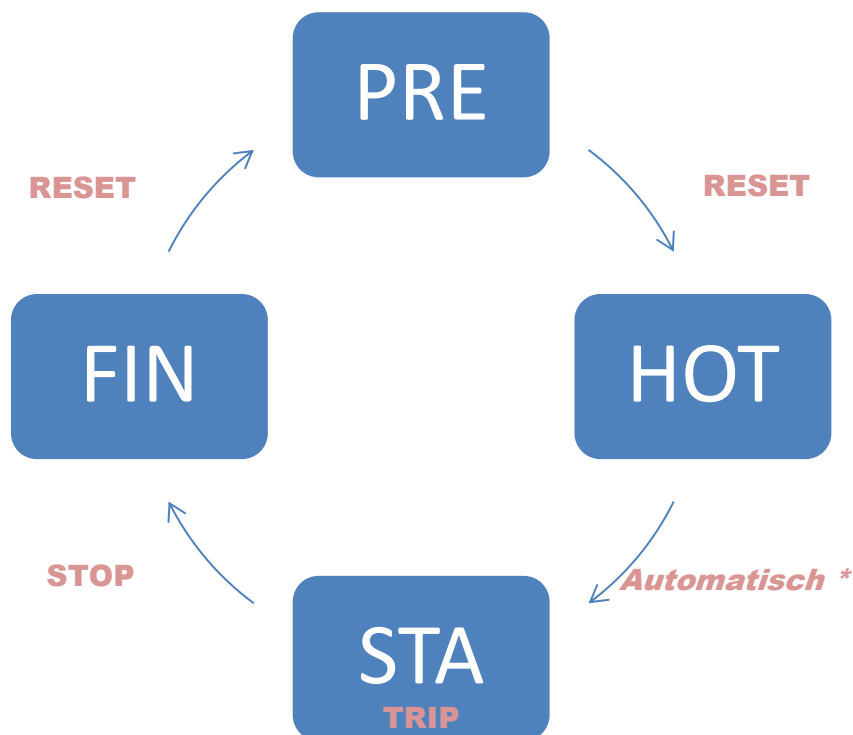 PRE
RESET
RESET
FIN
HOT
STOP
Automatisch *
STA
TRIP